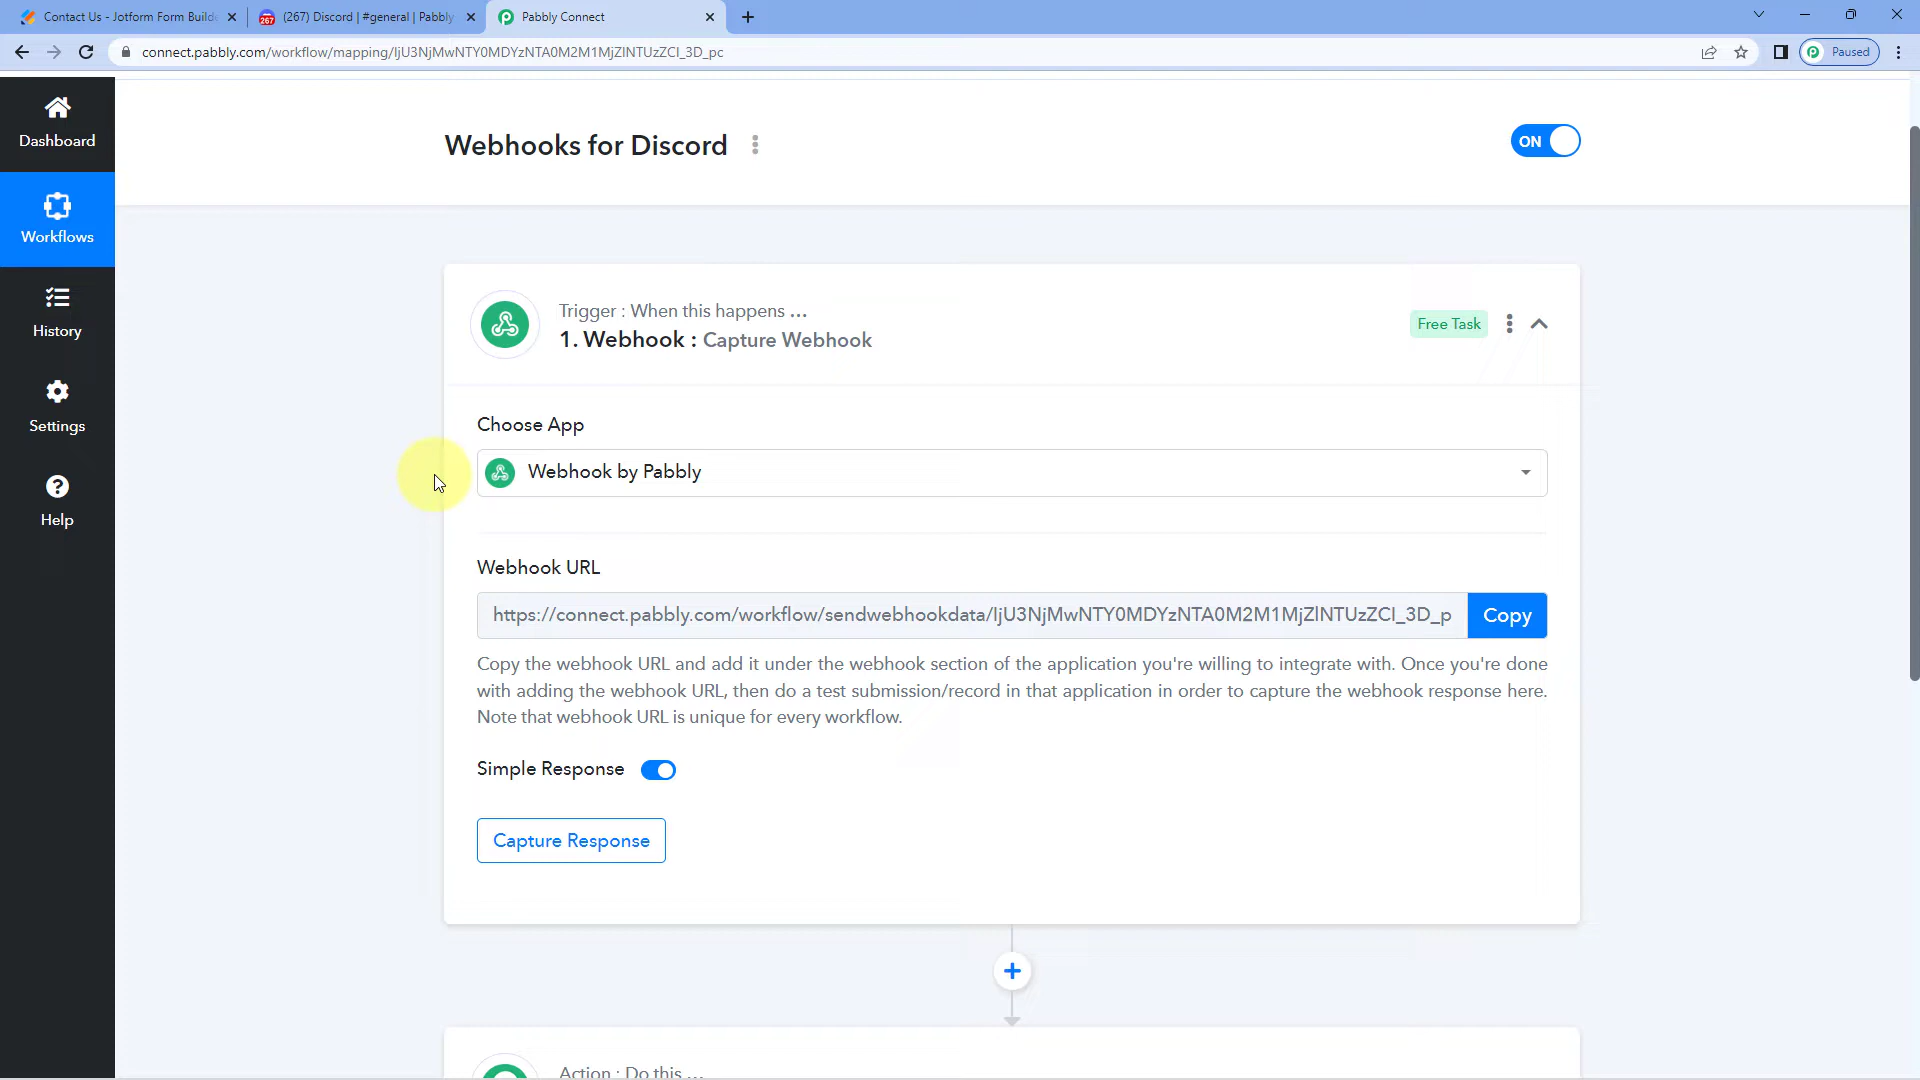 Contact Us - Jotform Form Builde
(267) Discord | #general | Pabbly
Pabbly Connect
connect.pabbly.com/workflow/mapping/IjU3NjMwNTY0MDYzNTA0M2M1MjZlNTUzZCI_3D_pc
Paused
Dashboard
Workflows
History
Settings
Help
Webhooks for Discord
ON
Trigger : When this happens ...
1. Webhook : Capture Webhook
Free Task
Choose App
Webhook by Pabbly
Webhook URL
https://connect.pabbly.com/workflow/sendwebhookdata/IjU3NjMwNTY0MDYzNTA0M2M1MjZlNTUzZCI_3D_p
Copy
Copy the webhook URL and add it under the webhook section of the application you're willing to integrate with. Once you're done
with adding the webhook URL, then do a test submission/record in that application in order to capture the webhook response here.
Note that webhook URL is unique for every workflow.
Simple Response
Capture Response
Action : Do this ...